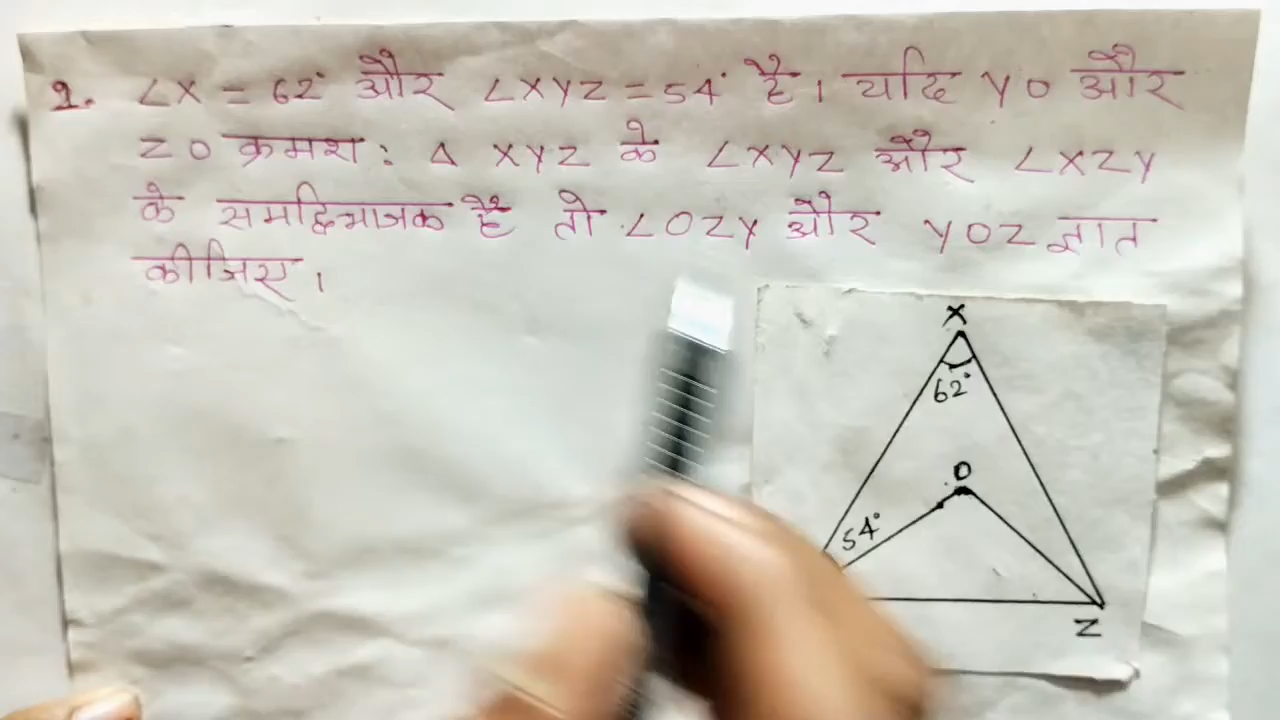 १. ∠X = 62° और ∠XYZ = 54° है। यदि YO और
ZO क्रमश: Δ XYZ के ∠XYZ और ∠XZY
के समद्विभाजक है तो ∠OZY और YOZ ज्ञात
कीजिए।
X
62°
O
54°
Z